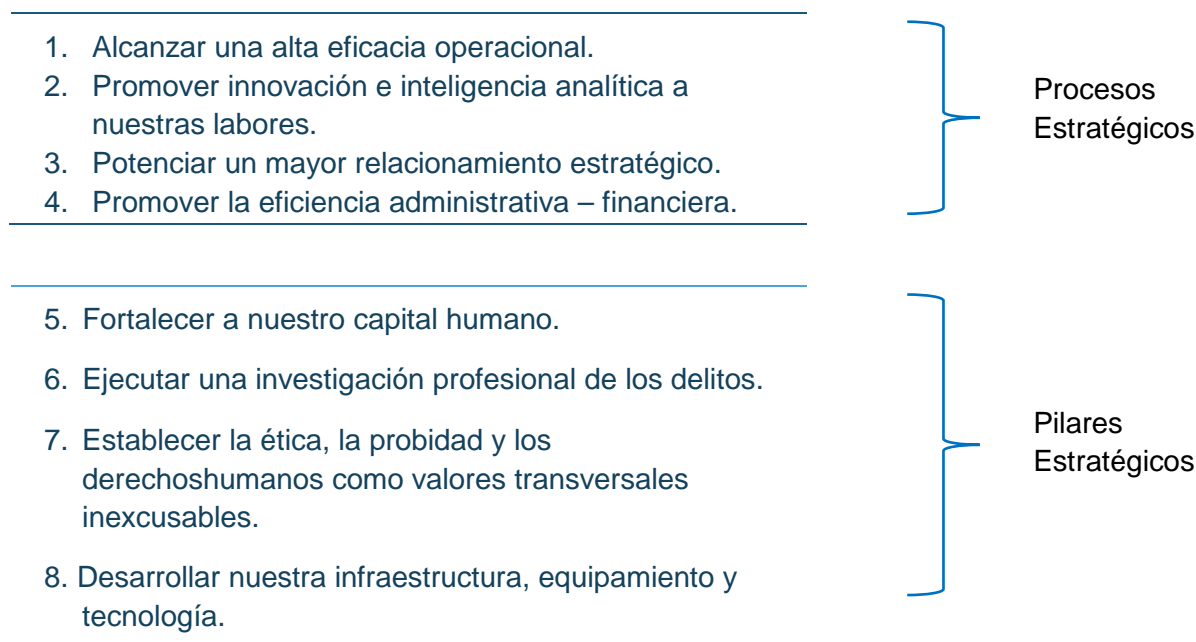 1. Alcanzar una alta eficacia operacional.
2. Promover innovación e inteligencia analítica a
nuestras labores.
3. Potenciar un mayor relacionamiento estratégico.
4. Promover la eficiencia administrativa – financiera.
Procesos
Estratégicos
5. Fortalecer a nuestro capital humano.
6. Ejecutar una investigación profesional de los delitos.
7. Establecer la ética, la probidad y los
derechoshumanos como valores transversales
inexcusables.
8. Desarrollar nuestra infraestructura, equipamiento y
tecnología.
Pilares
Estratégicos